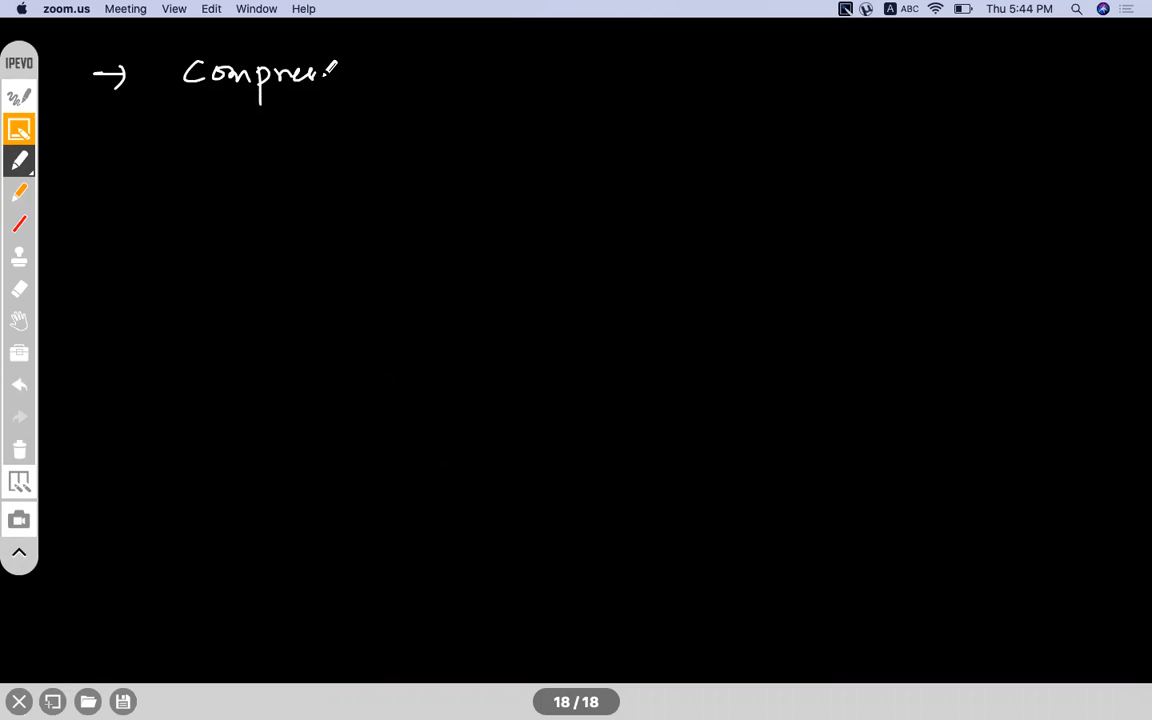 zoom.us Meeting View Edit Window Help A ABC Thu 5:44 PM
IPEVO
→ Compres
18 / 18